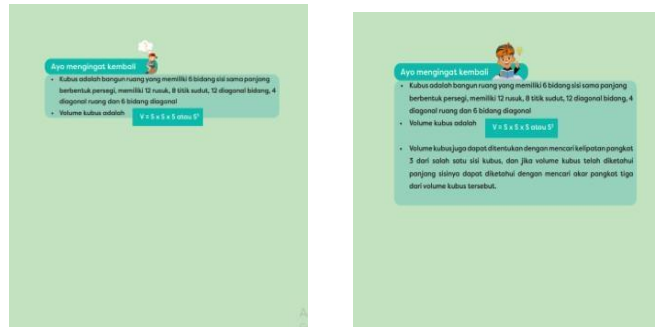 Ayo mengingat kembali
• Kubus adalah bangun ruang yang memiliki 6 bidang sisi sama panjang
berbentuk persegi, memiliki 12 rusuk, 8 titik sudut, 12 diagonal bidang, 4
diagonal ruang dan 6 bidang diagonal
• Volume kubus adalah V = S x S x S atau S³
Ayo mengingat kembali
• Kubus adalah bangun ruang yang memiliki 6 bidang sisi sama panjang
berbentuk persegi, memiliki 12 rusuk, 8 titik sudut, 12 diagonal bidang, 4
diagonal ruang dan 6 bidang diagonal
• Volume kubus adalah V = S x S x S atau S³
• Volume kubus juga dapat ditentukan dengan mencari kelipatan pangkat
3 dari salah satu sisi kubus, dan jika volume kubus telah diketahui
panjang sisinya dapat diketahui dengan mencari akar pangkat tiga
dari volume kubus tersebut.